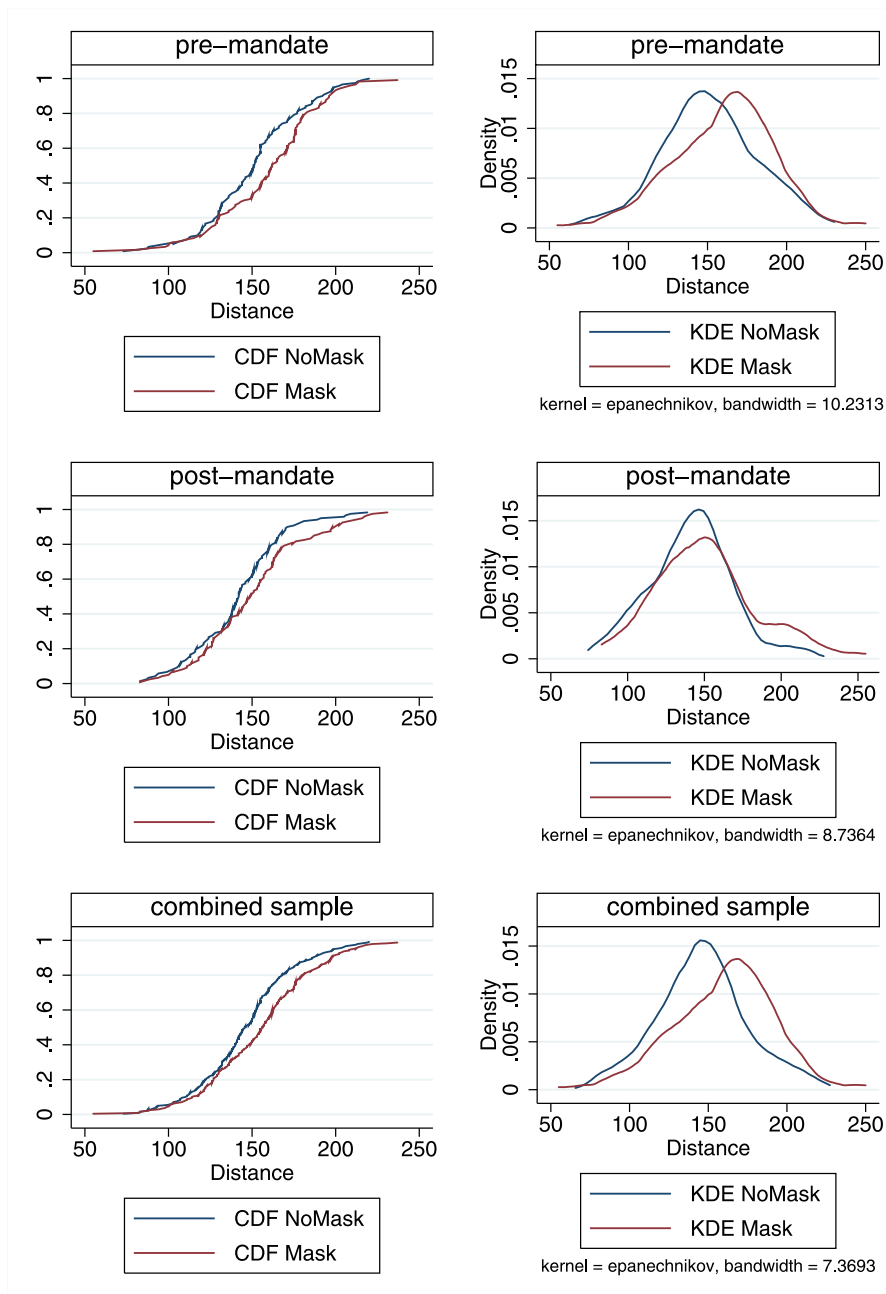 pre−mandate
0 .2 .4 .6 .8 1
50 100 150 200 250
Distance
CDF NoMask
CDF Mask
pre−mandate
Density
0 .005 .01 .015
50 100 150 200 250
Distance
KDE NoMask
KDE Mask
kernel = epanechnikov, bandwidth = 10.2313
post−mandate
0 .2 .4 .6 .8 1
50 100 150 200 250
Distance
CDF NoMask
CDF Mask
post−mandate
Density
0 .005 .01 .015
50 100 150 200 250
Distance
KDE NoMask
KDE Mask
kernel = epanechnikov, bandwidth = 8.7364
combined sample
0 .2 .4 .6 .8 1
50 100 150 200 250
Distance
CDF NoMask
CDF Mask
combined sample
Density
0 .005 .01 .015
50 100 150 200 250
Distance
KDE NoMask
KDE Mask
kernel = epanechnikov, bandwidth = 7.3693